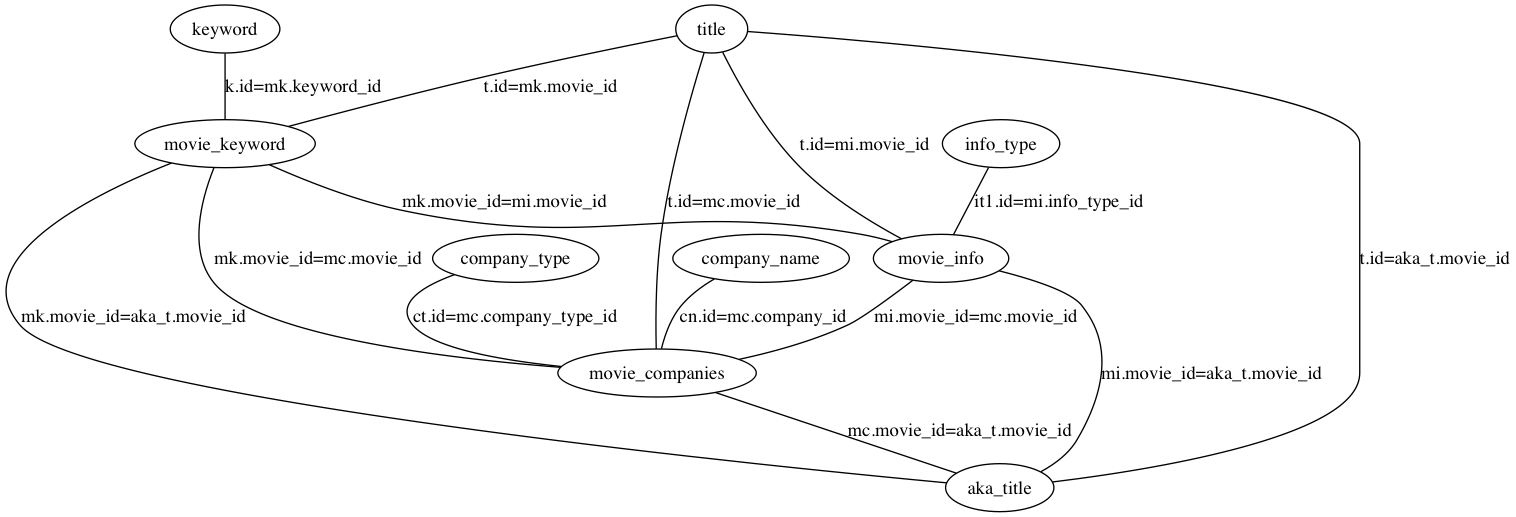 keyword
title
k.id=mk.keyword_id
t.id=mk.movie_id
movie_keyword
t.id=mi.movie_id
info_type
mk.movie_id=mi.movie_id
t.id=mc.movie_id
it1.id=mi.info_type_id
mk.movie_id=mc.movie_id
company_type
company_name
movie_info
t.id=aka_t.movie_id
mk.movie_id=aka_t.movie_id
ct.id=mc.company_type_id
cn.id=mc.company_id
mi.movie_id=mc.movie_id
movie_companies
mi.movie_id=aka_t.movie_id
mc.movie_id=aka_t.movie_id
aka_title